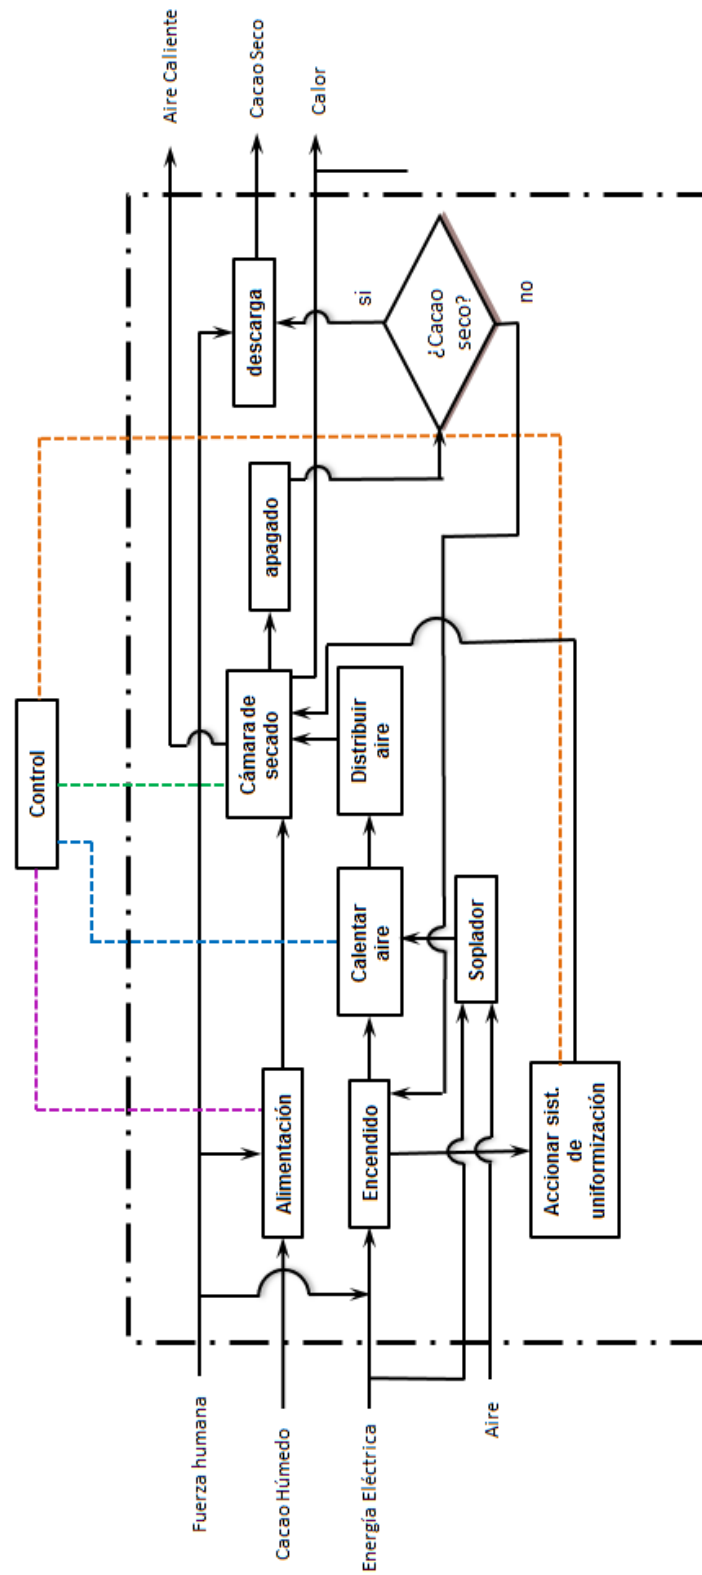 Control
Fuerza humana
Cacao Húmedo
Energía Eléctrica
Aire
Alimentación
Encendido
Accionar sist.
de
uniformización
Calentar
aire
Soplador
Cámara de
secado
Distribuir
aire
apagado
descarga
¿Cacao
seco?
si
no
Aire Caliente
Cacao Seco
Calor